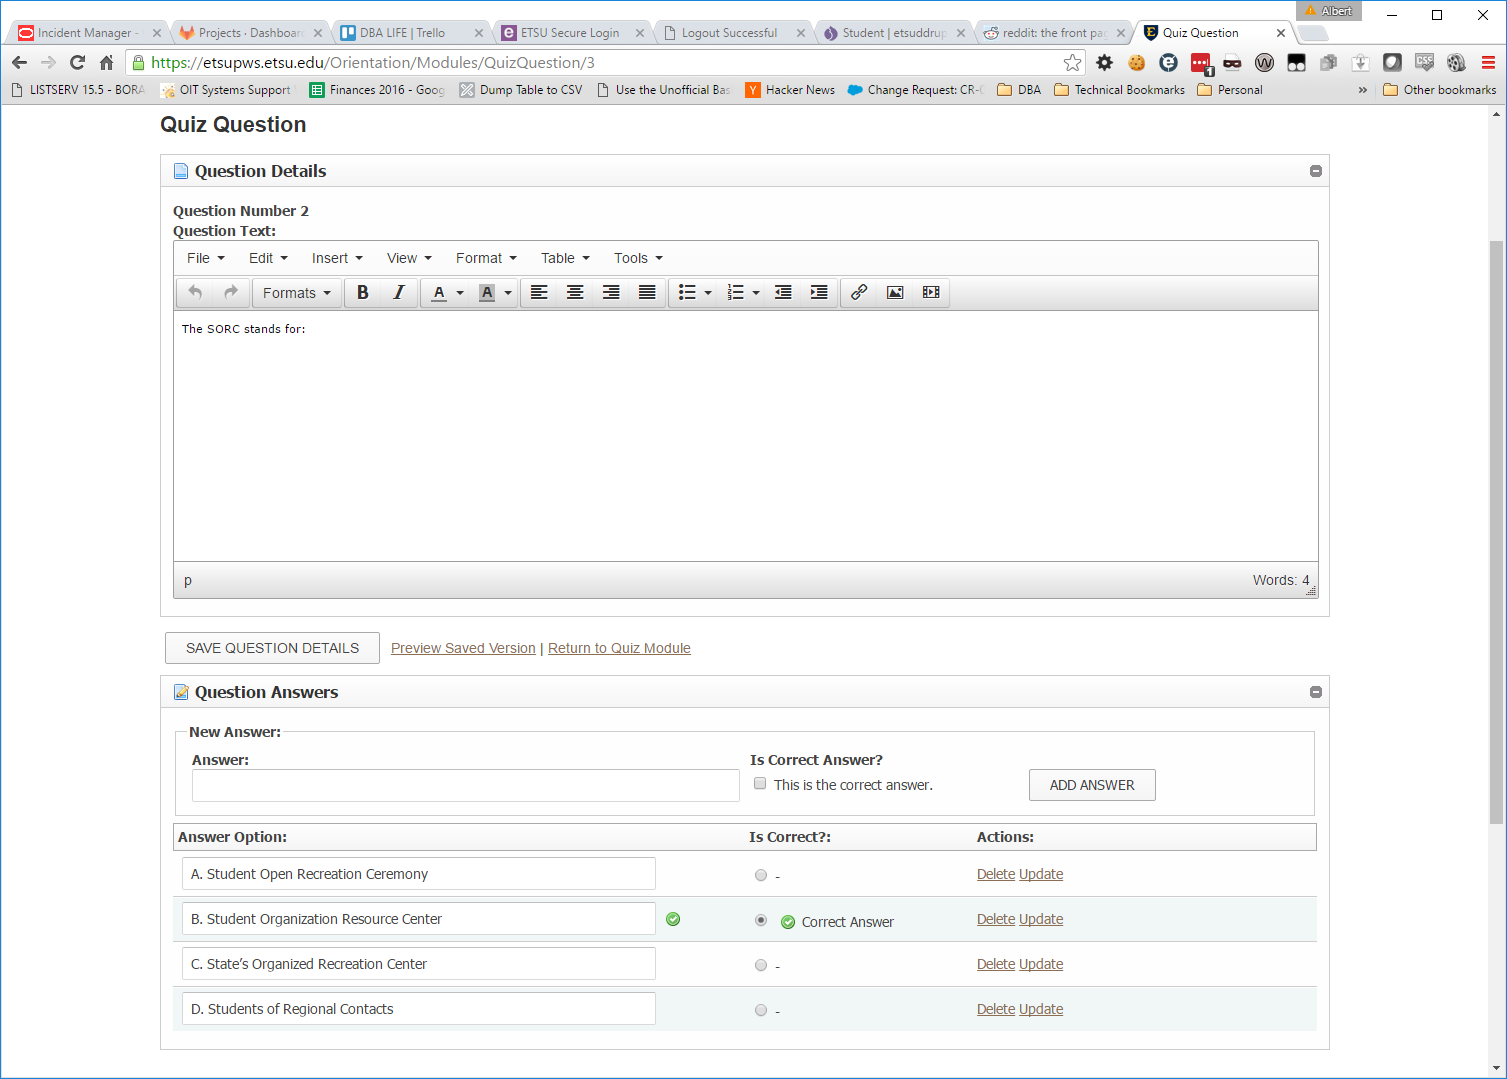 Albert
Incident Manager -
Projects · Dashboard
DBA LIFE | Trello
ETSU Secure Login
Logout Successful
Student | etsuddrup
reddit: the front pag
Quiz Question
https://etsupws.etsu.edu/Orientation/Modules/QuizQuestion/3
LISTSERV 15.5 - BORA
OIT Systems Support
Finances 2016 - Goog
Dump Table to CSV
Use the Unofficial Bas
Hacker News
Change Request: CR-
DBA
Technical Bookmarks
Personal
»
Other bookmarks
Quiz Question
Question Details
Question Number 2
Question Text:
File Edit Insert View Format Table Tools
Formats B I A A
The SORC stands for:
p Words: 4
SAVE QUESTION DETAILS Preview Saved Version | Return to Quiz Module
Question Answers
New Answer:
Answer: Is Correct Answer?
This is the correct answer. ADD ANSWER
Answer Option: Is Correct?: Actions:
A. Student Open Recreation Ceremony - Delete Update
B. Student Organization Resource Center Correct Answer Delete Update
C. State’s Organized Recreation Center - Delete Update
D. Students of Regional Contacts - Delete Update